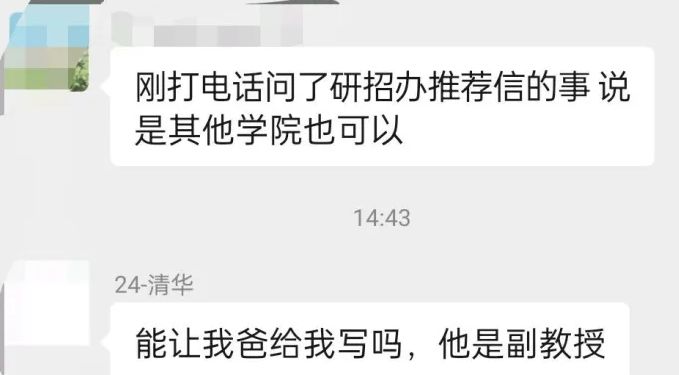 刚打电话问了研招办推荐信的事 说
是其他学院也可以
14:43
24-清华
能让我爸给我写吗，他是副教授